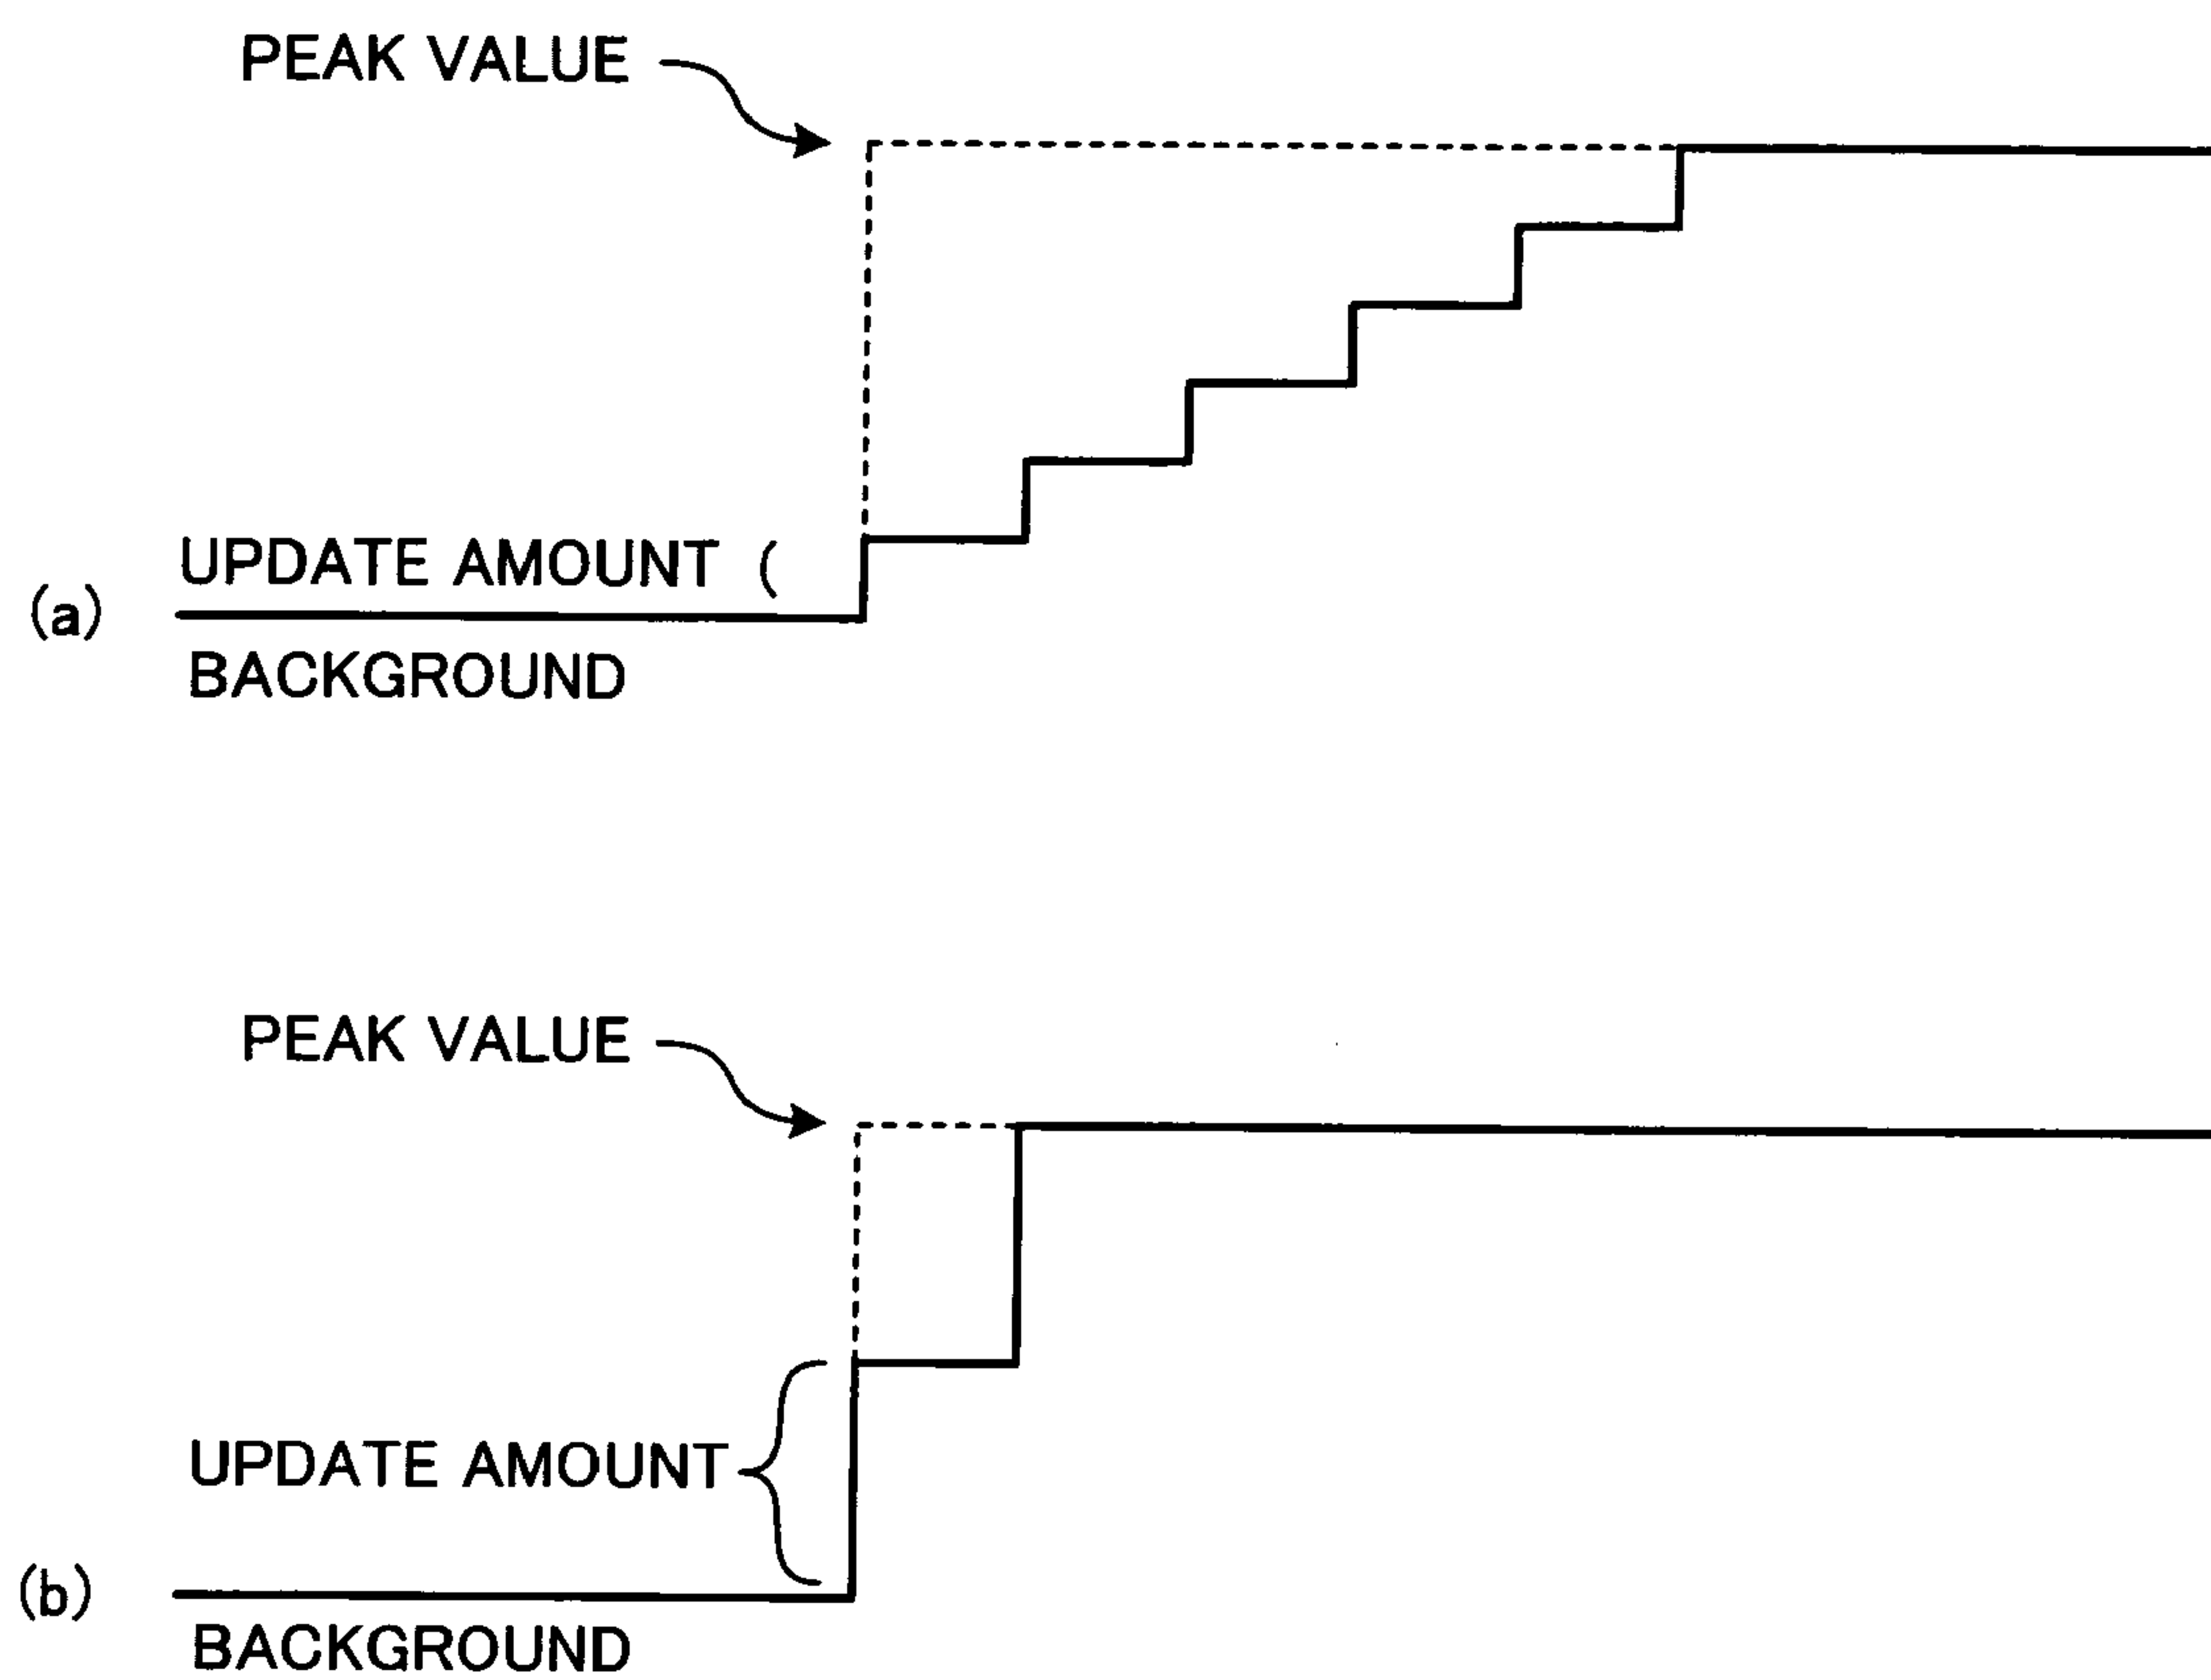 PEAK VALUE
UPDATE AMOUNT
(a)
BACKGROUND
PEAK VALUE
UPDATE AMOUNT
(b)
BACKGROUND